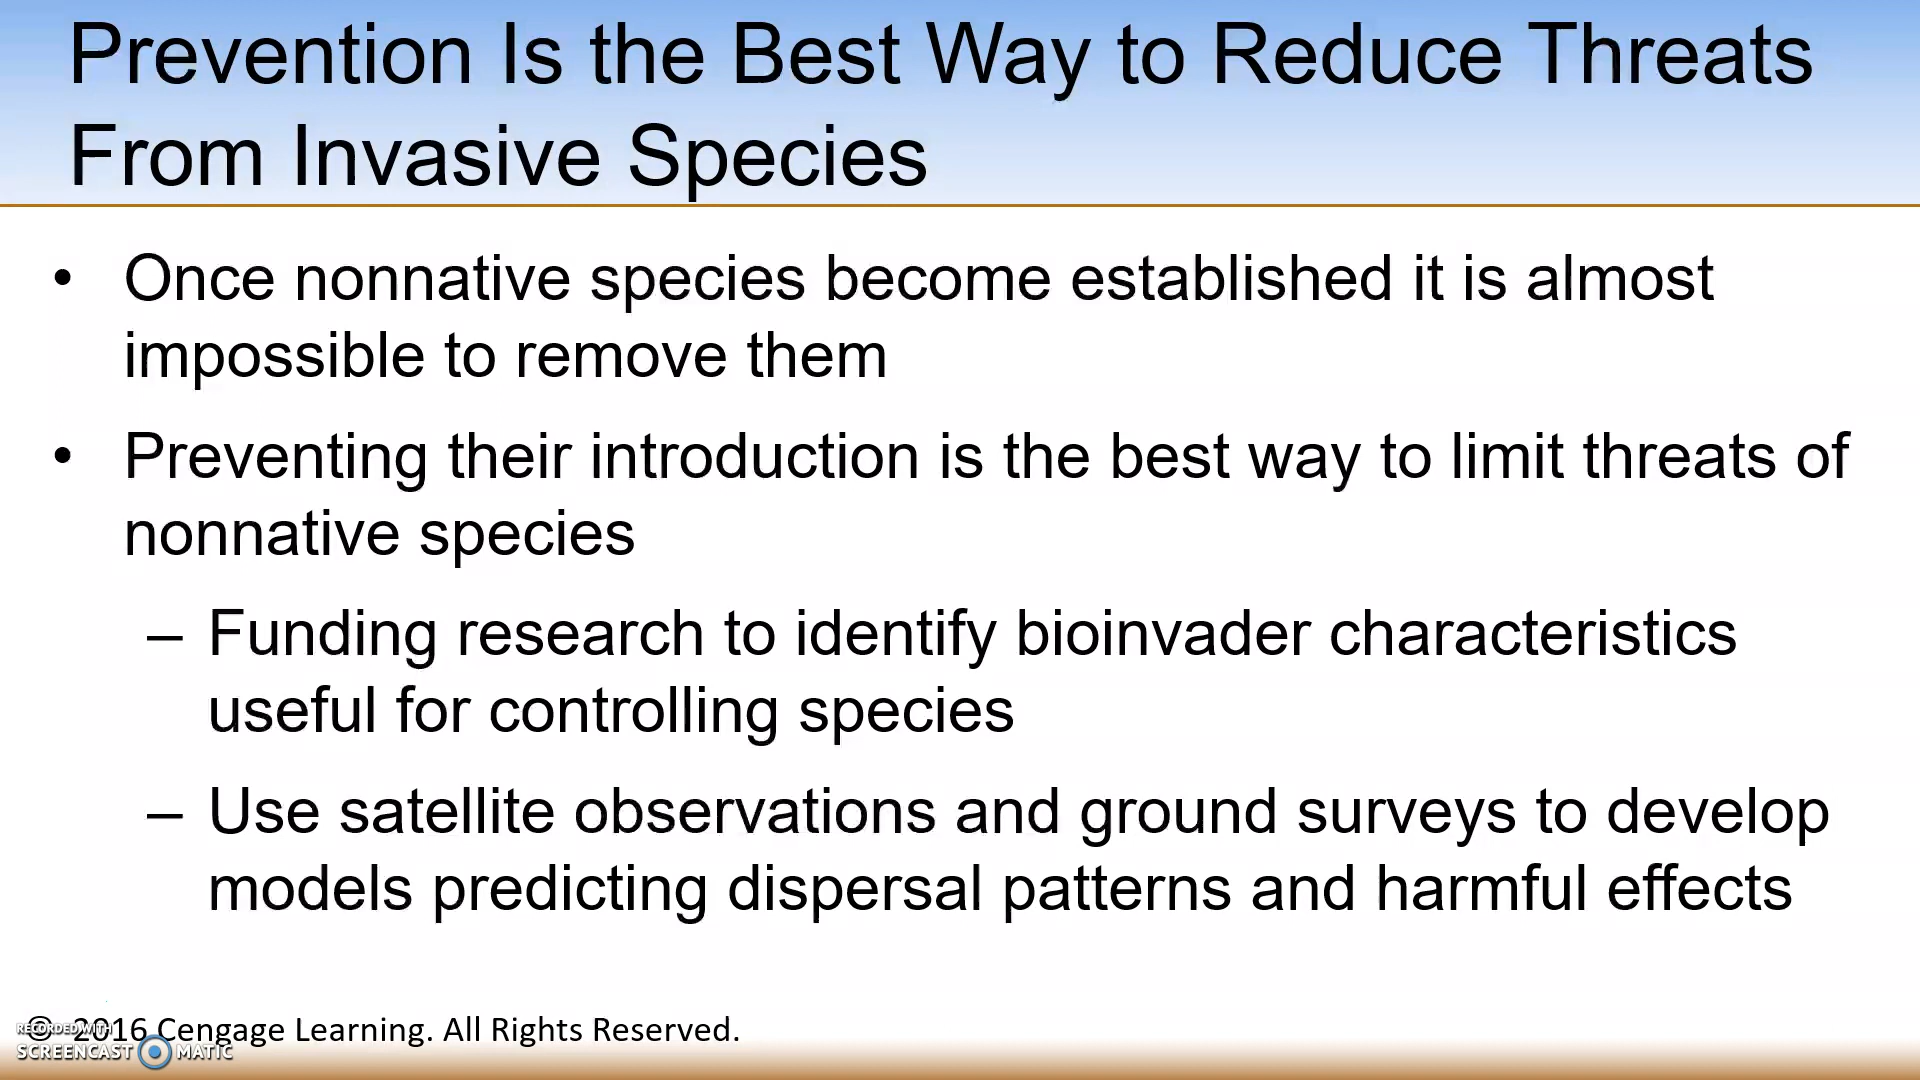 Prevention Is the Best Way to Reduce Threats
From Invasive Species
• Once nonnative species become established it is almost
impossible to remove them
• Preventing their introduction is the best way to limit threats of
nonnative species
– Funding research to identify bioinvader characteristics
useful for controlling species
– Use satellite observations and ground surveys to develop
models predicting dispersal patterns and harmful effects
© 2016 Cengage Learning. All Rights Reserved.
RECORDED WITH
SCREENCAST MATIC